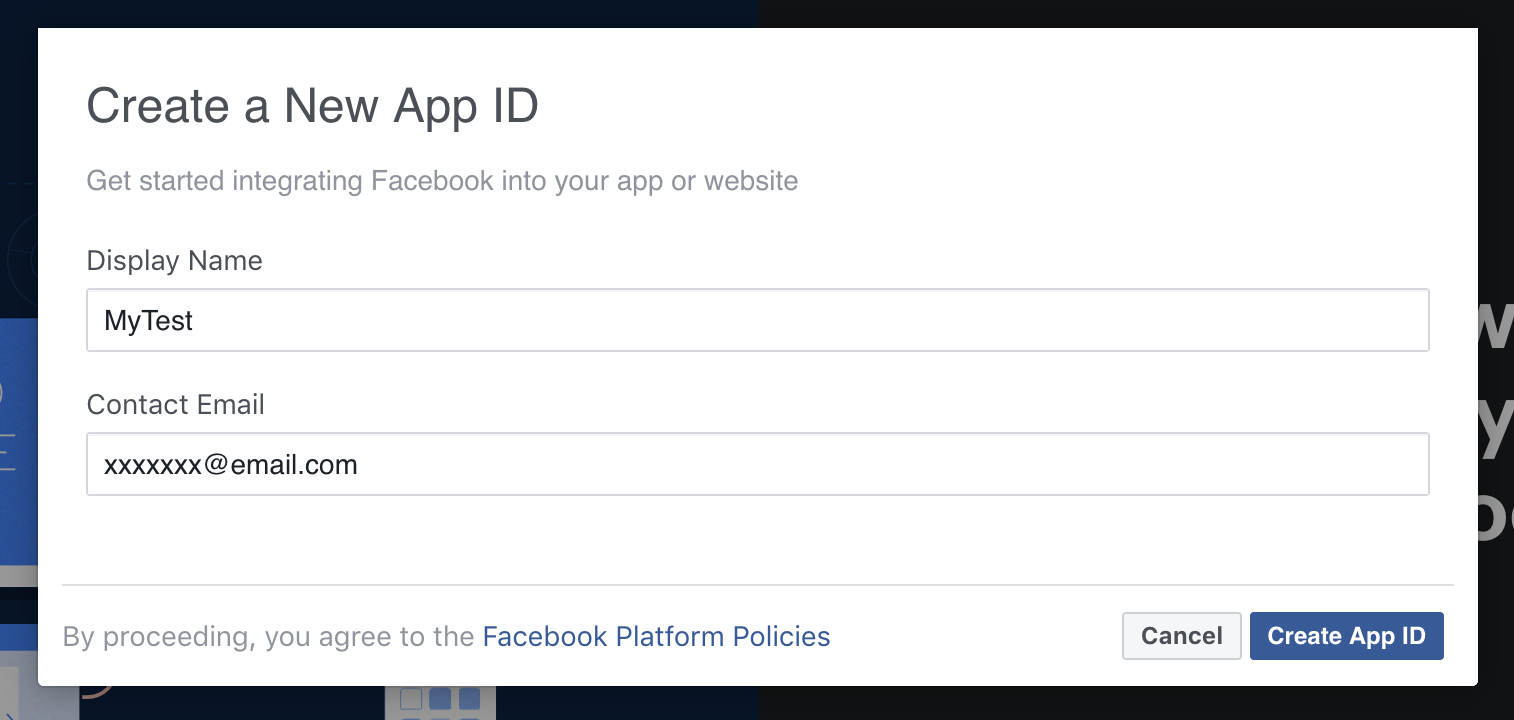 Create a New App ID
Get started integrating Facebook into your app or website
Display Name
MyTest
Contact Email
xxxxxxx@email.com
By proceeding, you agree to the Facebook Platform Policies
Cancel
Create App ID